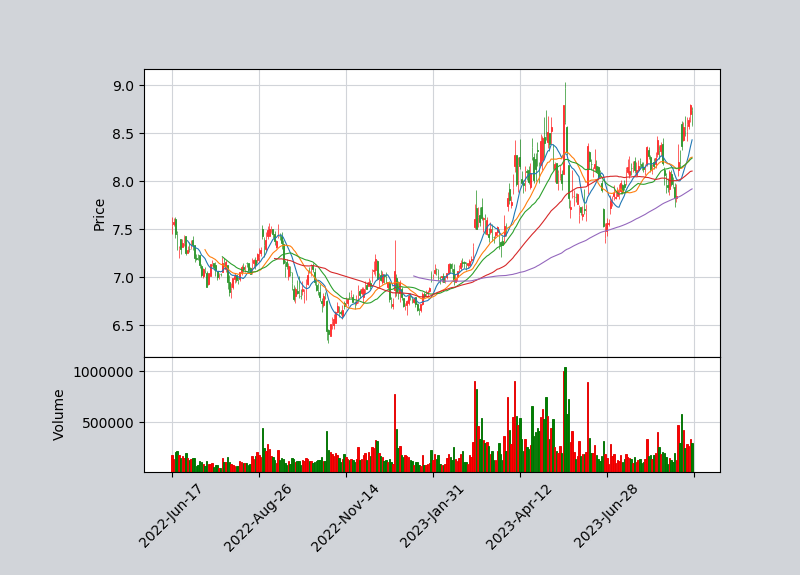 9.0
8.5
8.0
7.5
7.0
6.5
Price
1000000
500000
Volume
2022-Jun-17
2022-Aug-26
2022-Nov-14
2023-Jan-31
2023-Apr-12
2023-Jun-28